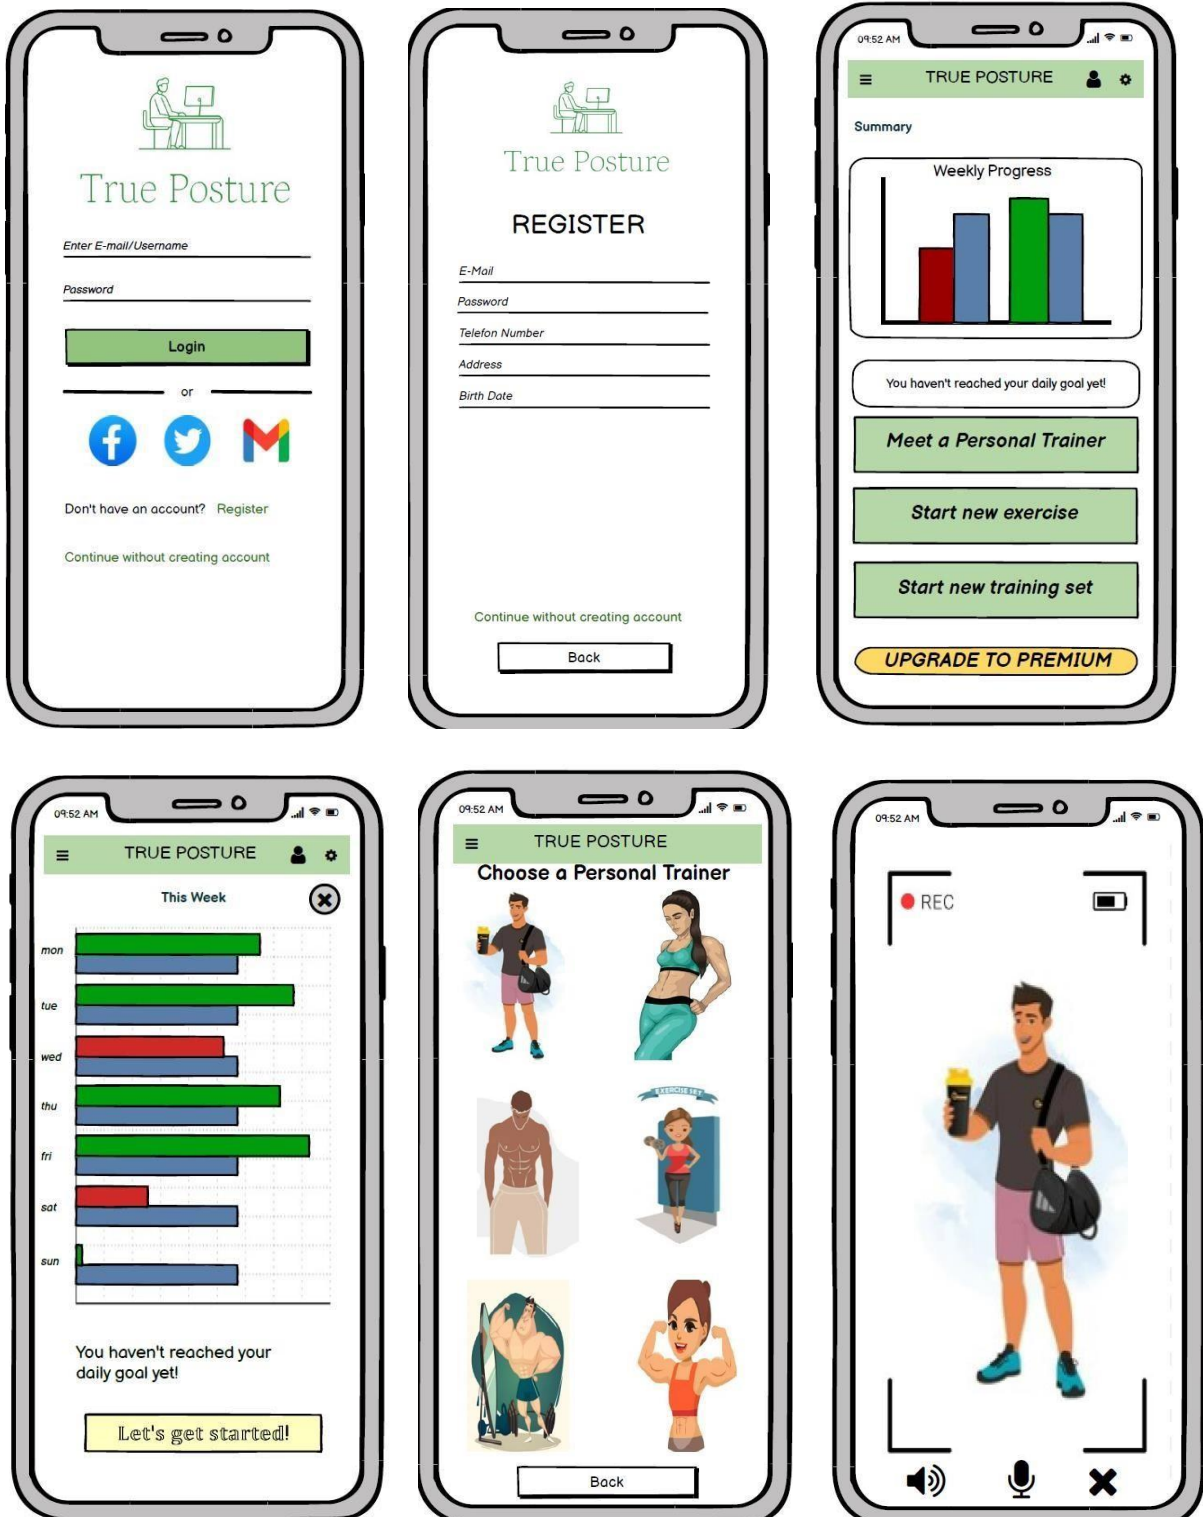 True Posture
Enter E-mail/Username
Password
Login
or
Don't have an account? Register
Continue without creating account
True Posture
REGISTER
E-Mail
Password
Telefon Number
Address
Birth Date
Continue without creating account
Back
09:52 AM
TRUE POSTURE
Summary
Weekly Progress
You haven't reached your daily goal yet!
Meet a Personal Trainer
Start new exercise
Start new training set
UPGRADE TO PREMIUM
09:52 AM
TRUE POSTURE
This Week
mon
tue
wed
thu
fri
sat
sun
You haven't reached your
daily goal yet!
Let's get started!
09:52 AM
TRUE POSTURE
Choose a Personal Trainer
EXERCISE SET
Back
09:52 AM
REC